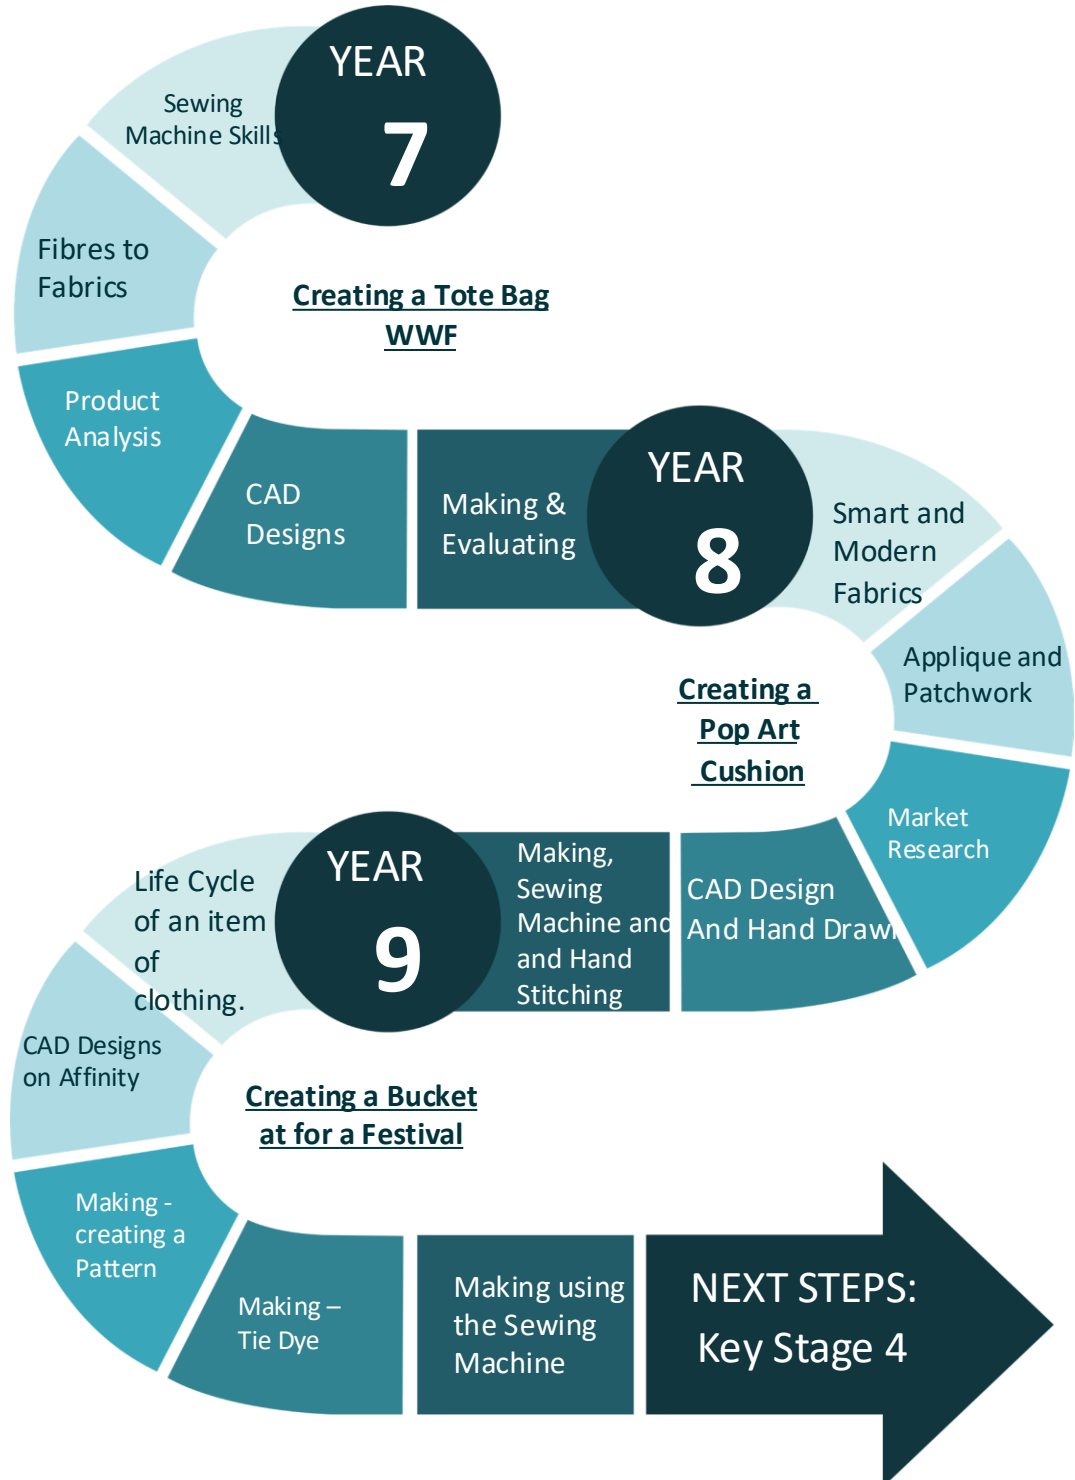 YEAR
7
Sewing
Machine Skills
Fibres to
Fabrics
Creating a Tote Bag
WWF
Product
Analysis
CAD
Designs
Making &
Evaluating
YEAR
8
Smart and
Modern
Fabrics
Applique and
Patchwork
Creating a
Pop Art
Cushion
Market
Research
CAD Design
And Hand Drawn
Making,
Sewing
Machine and
and Hand
Stitching
YEAR
9
Life Cycle
of an item
of
clothing.
CAD Designs
on Affinity
Creating a Bucket
at for a Festival
Making -
creating a
Pattern
Making –
Tie Dye
Making using
the Sewing
Machine
NEXT STEPS:
Key Stage 4